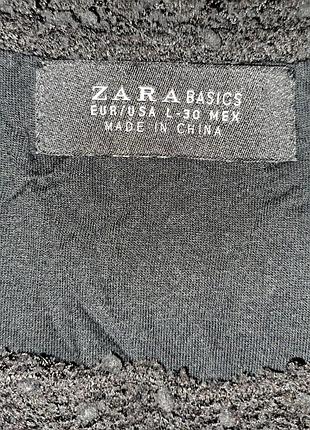 ZARA BASICS
EUR/USA L-30 MEX
MADE IN CHINA